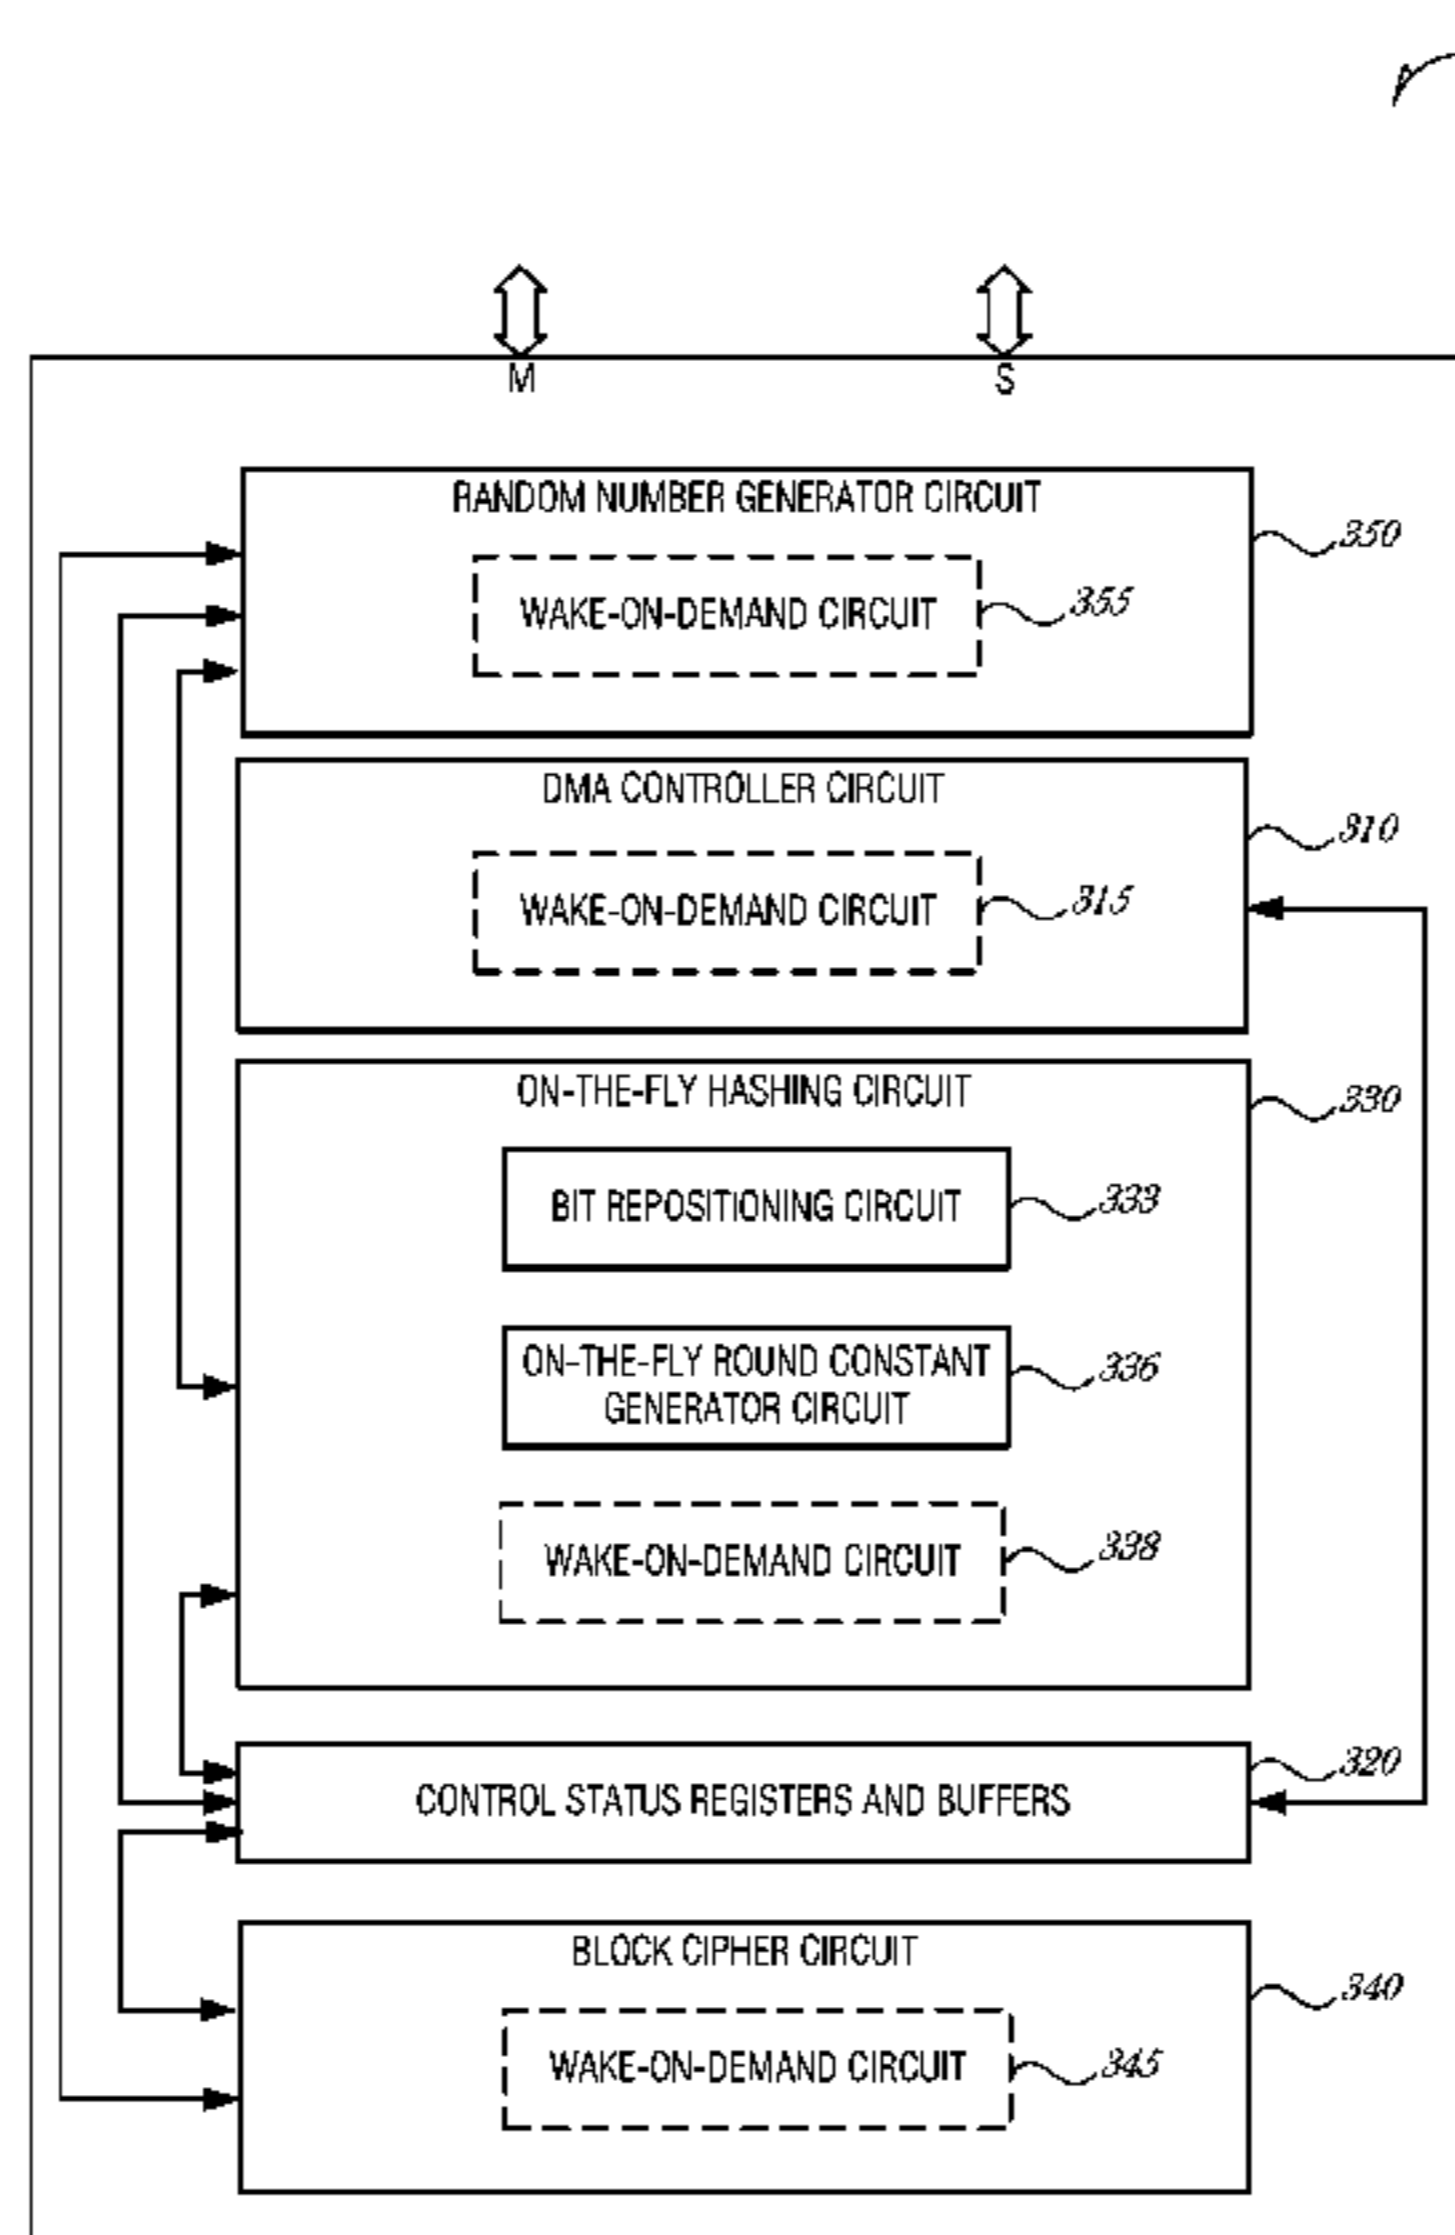 M
S
RANDOM NUMBER GENERATOR CIRCUIT
350
WAKE-ON-DEMAND CIRCUIT
355
DMA CONTROLLER CIRCUIT
310
WAKE-ON-DEMAND CIRCUIT
315
ON-THE-FLY HASHING CIRCUIT
330
BIT REPOSITIONING CIRCUIT
333
ON-THE-FLY ROUND CONSTANT
GENERATOR CIRCUIT
336
WAKE-ON-DEMAND CIRCUIT
338
CONTROL STATUS REGISTERS AND BUFFERS
320
BLOCK CIPHER CIRCUIT
340
WAKE-ON-DEMAND CIRCUIT
345